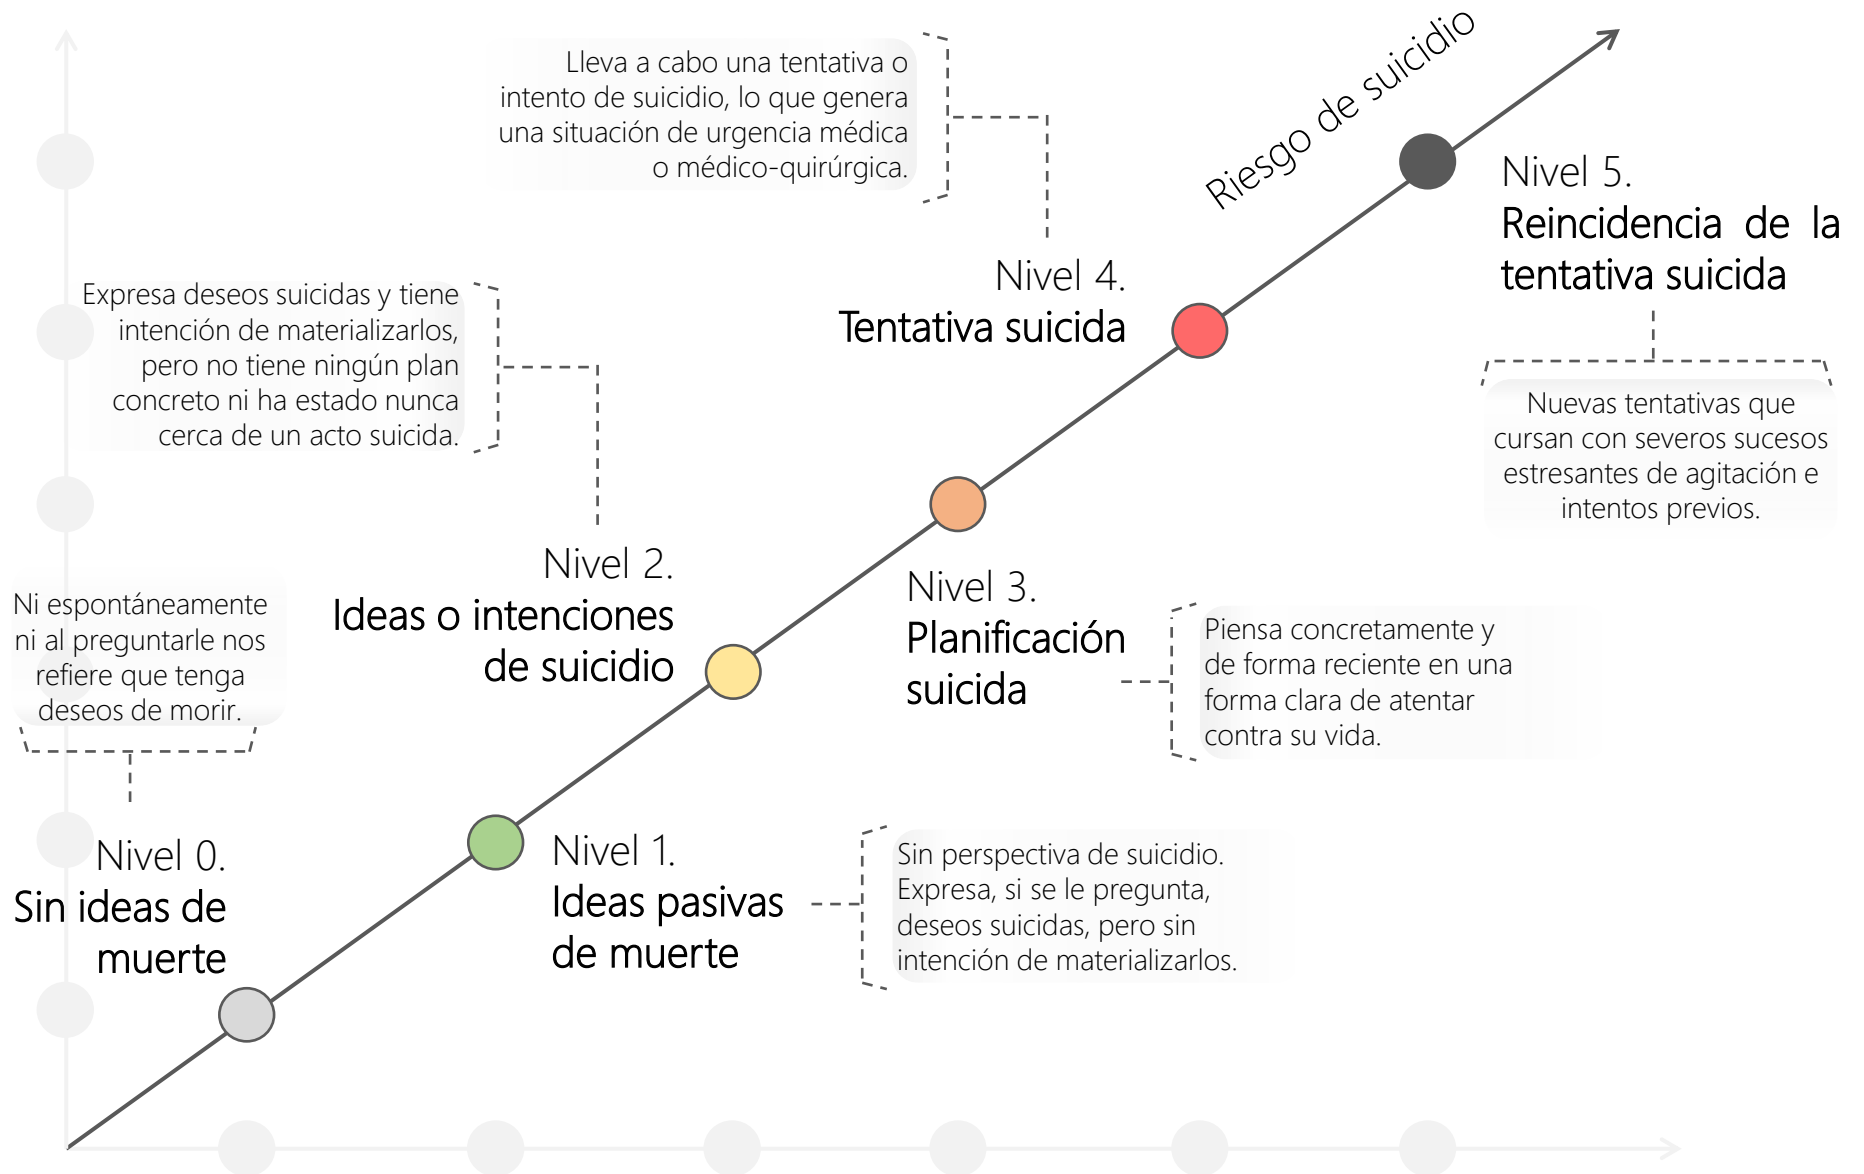 Riesgo de suicidio
Lleva a cabo una tentativa o
intento de suicidio, lo que genera
una situación de urgencia médica
o médico-quirúrgica.
Nivel 5.
Reincidencia de la
tentativa suicida
Nuevas tentativas que
cursan con severos sucesos
estresantes de agitación e
intentos previos.
Nivel 4.
Tentativa suicida
Expresa deseos suicidas y tiene
intención de materializarlos,
pero no tiene ningún plan
concreto ni ha estado nunca
cerca de un acto suicida.
Nivel 2.
Ideas o intenciones
de suicidio
Nivel 3.
Planificación
suicida
Piensa concretamente y
de forma reciente en una
forma clara de atentar
contra su vida.
Ni espontáneamente
ni al preguntarle nos
refiere que tenga
deseos de morir.
Nivel 0.
Sin ideas de
muerte
Nivel 1.
Ideas pasivas
de muerte
Sin perspectiva de suicidio.
Expresa, si se le pregunta,
deseos suicidas, pero sin
intención de materializarlos.